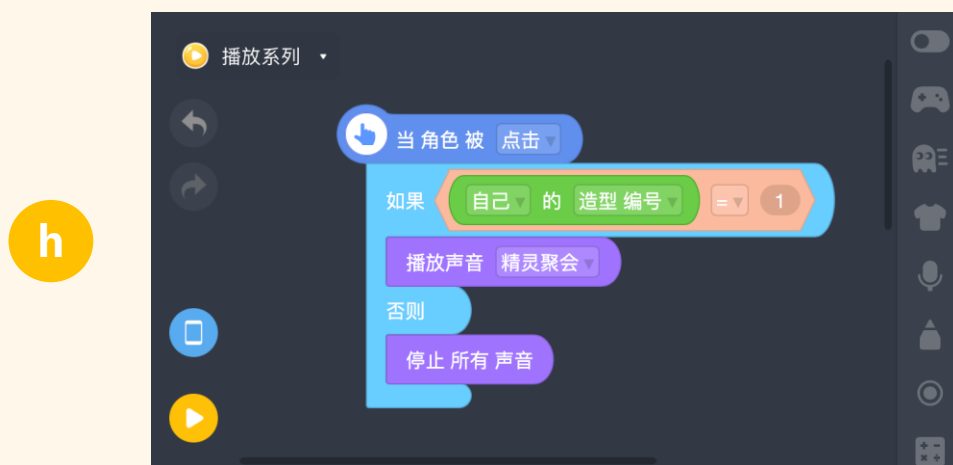 播放系列
当 角色 被 点击
如果 自己 的 造型 编号 = 1
h
播放声音 精灵聚会
否则
停止 所有 声音